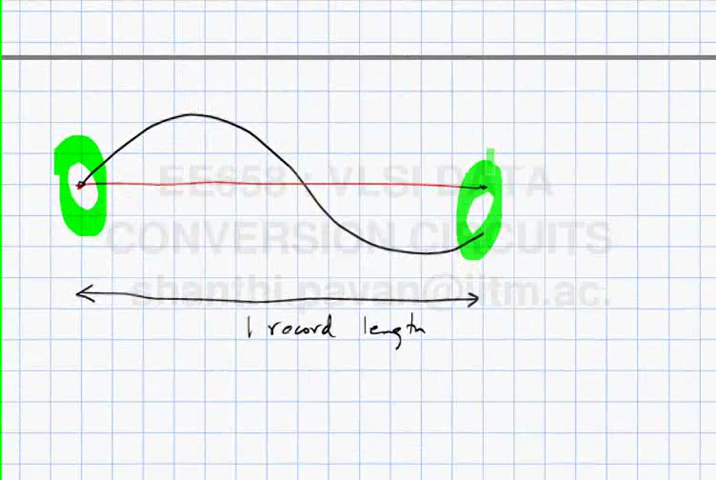 EE658 : VLSI DATA
CONVERSION CIRCUITS
shanthi.pavan@iitm.ac.
1 record length